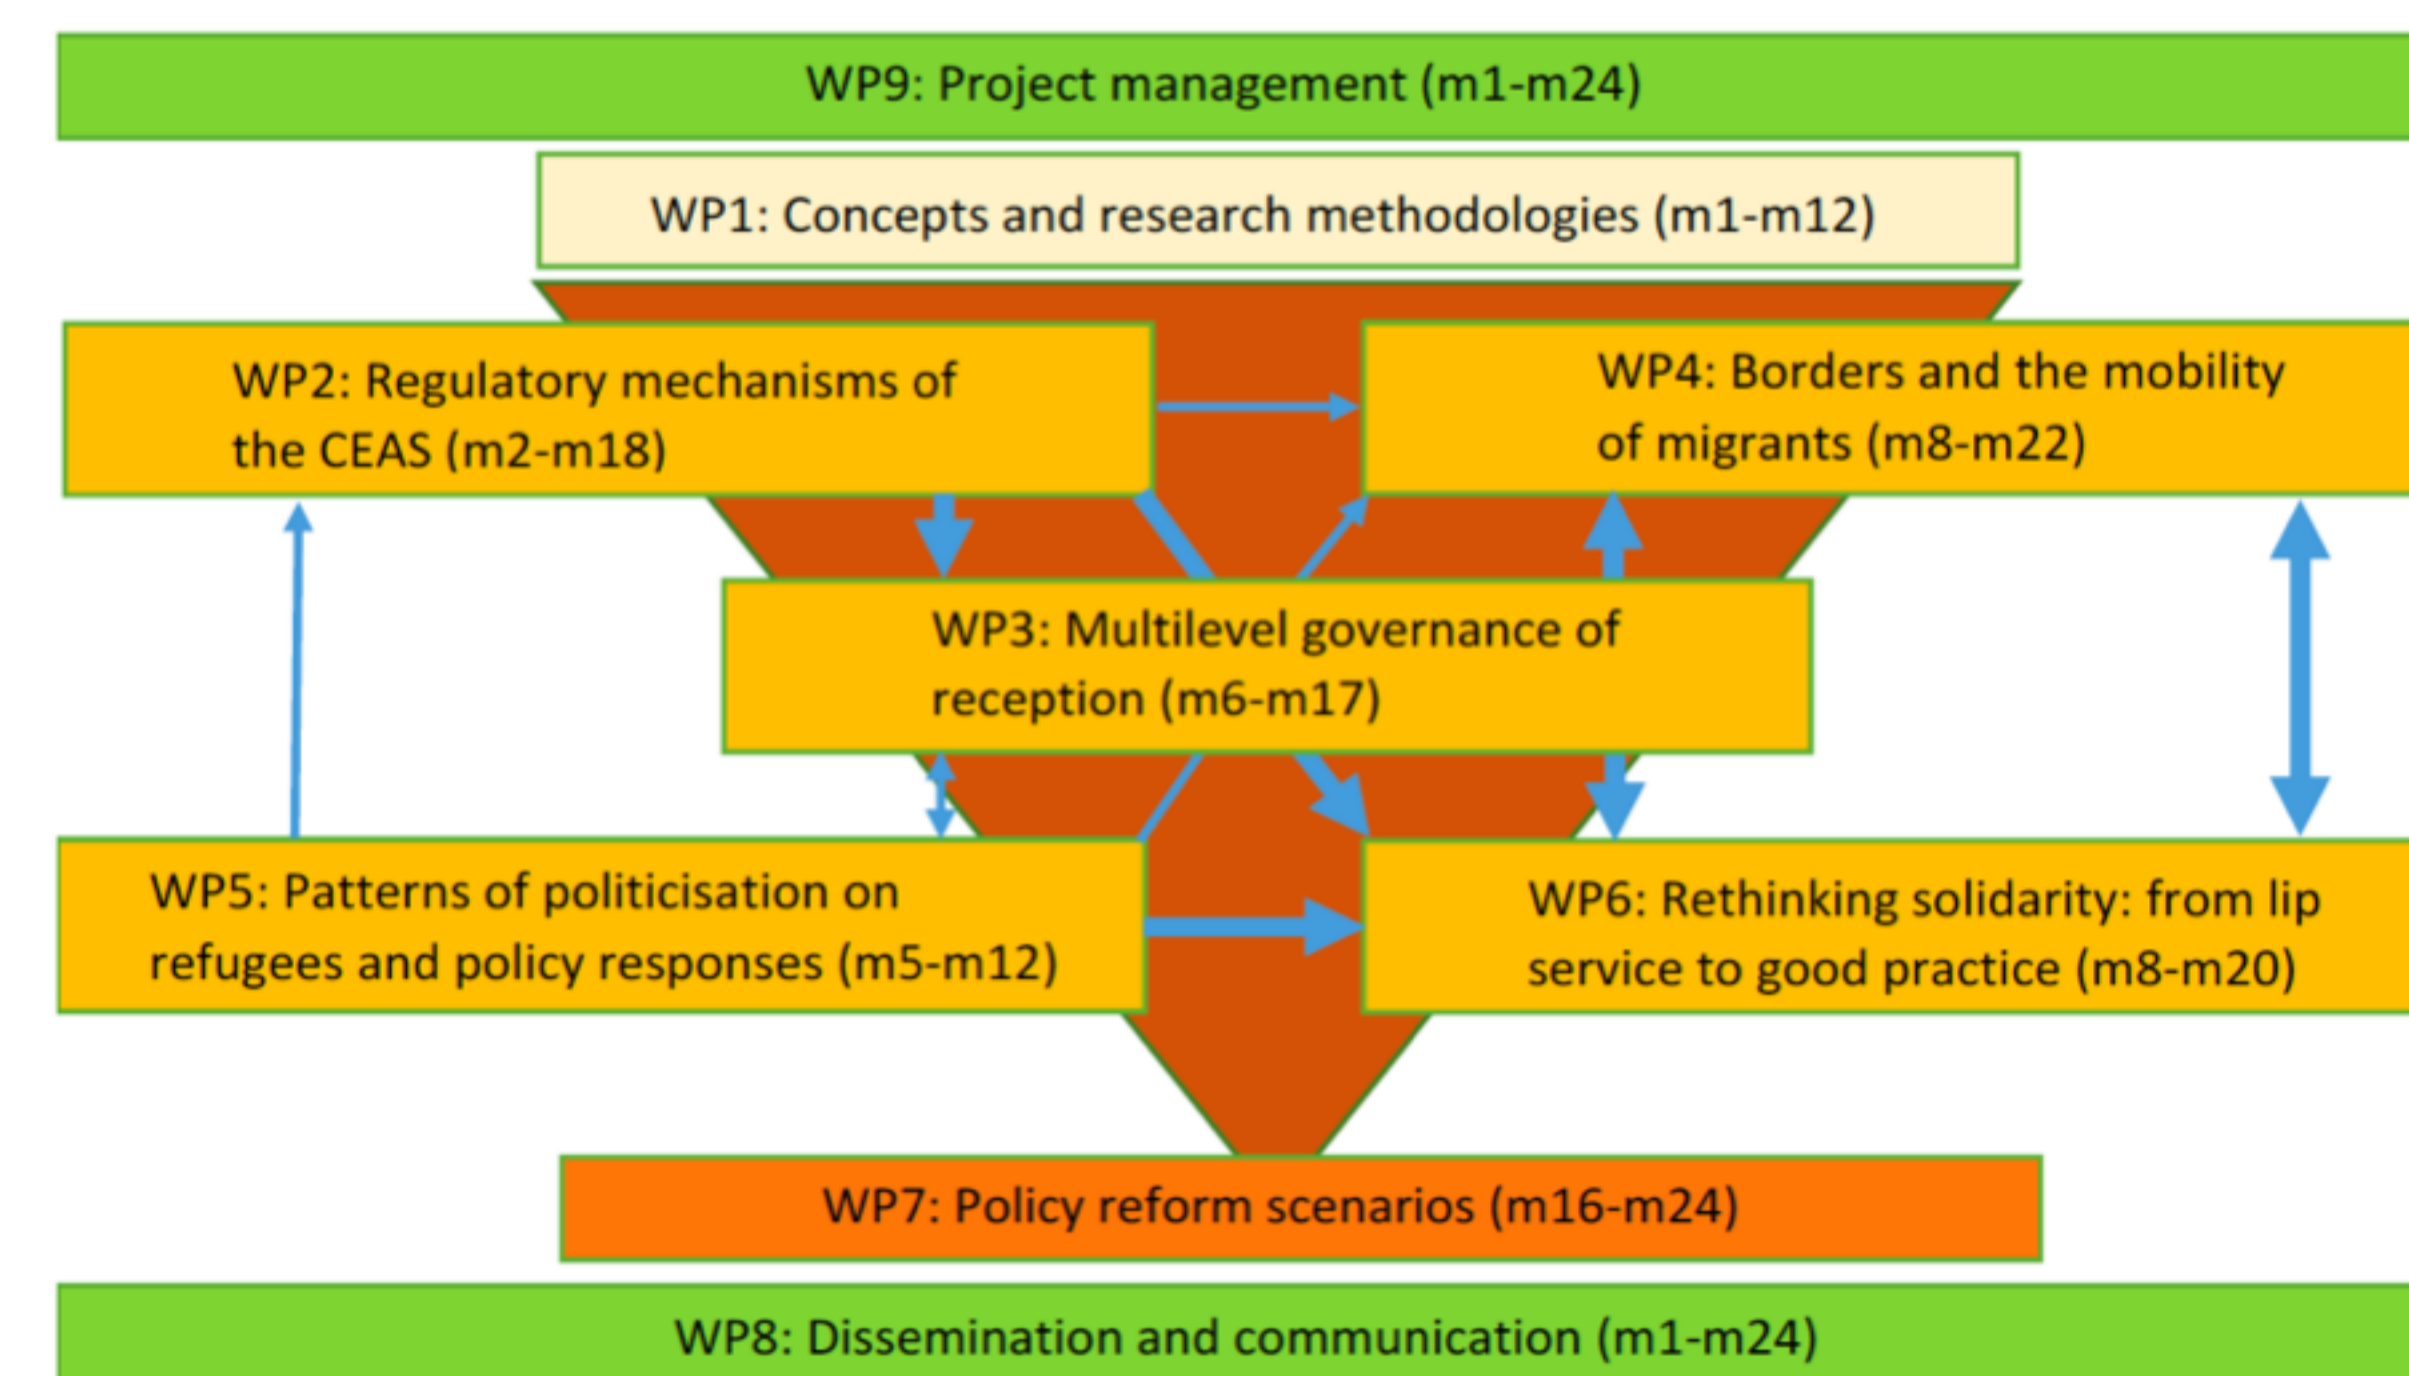 WP9: Project management (m1-m24)
WP1: Concepts and research methodologies (m1-m12)
WP2: Regulatory mechanisms of
the CEAS (m2-m18)
WP4: Borders and the mobility
of migrants (m8-m22)
WP3: Multilevel governance of
reception (m6-m17)
WP5: Patterns of politicisation on
refugees and policy responses (m5-m12)
WP6: Rethinking solidarity: from lip
service to good practice (m8-m20)
WP7: Policy reform scenarios (m16-m24)
WP8: Dissemination and communication (m1-m24)